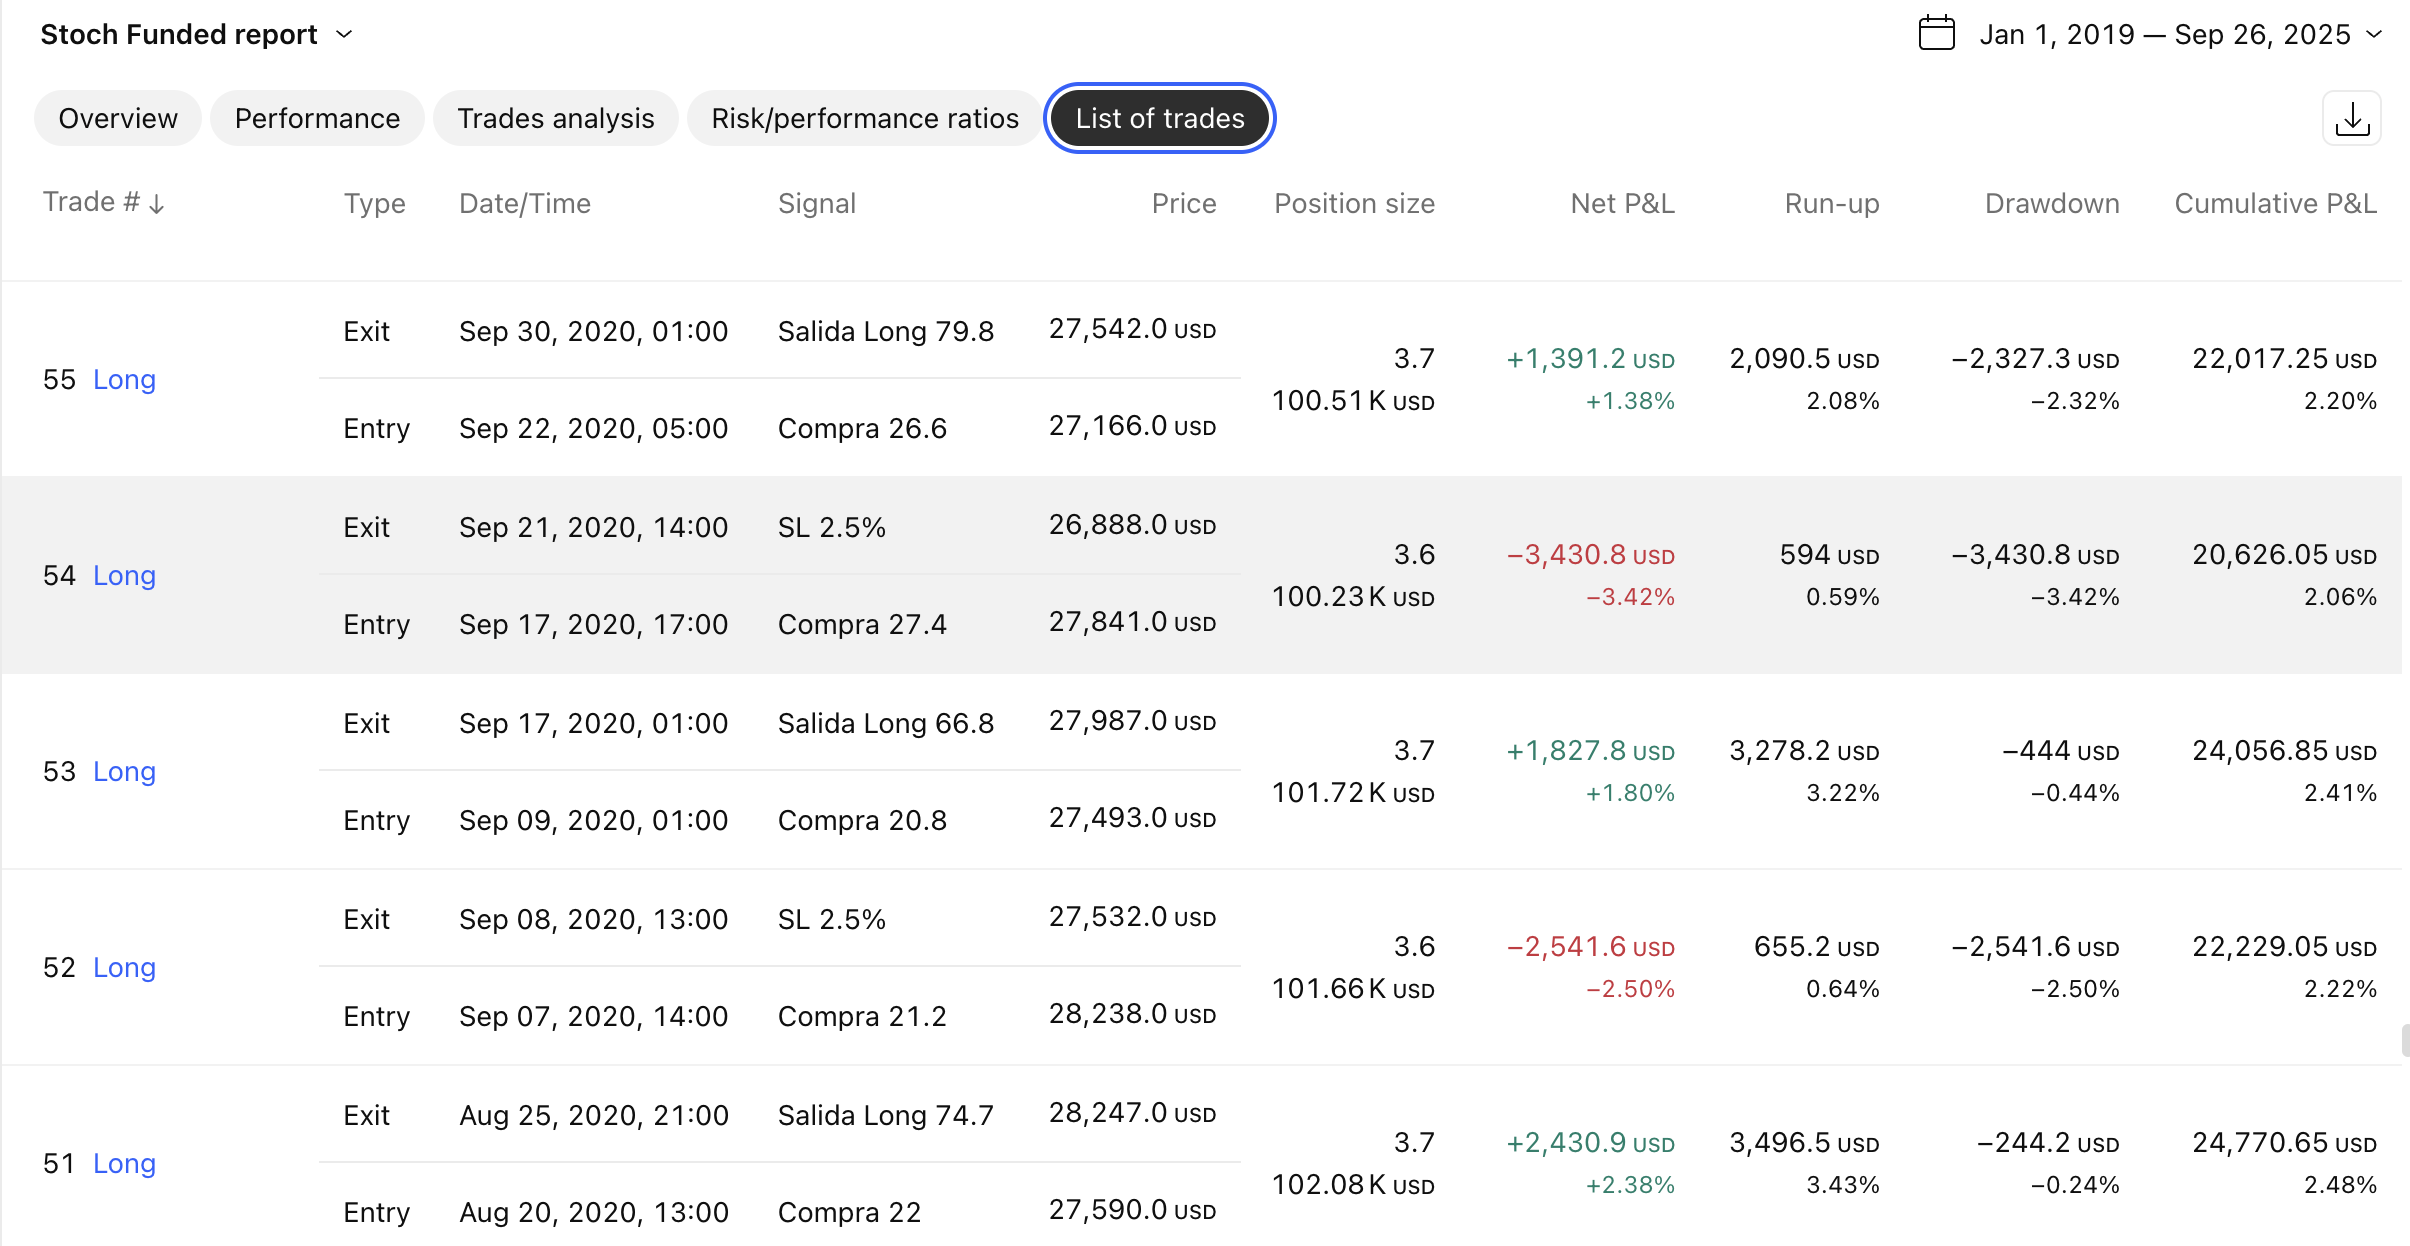 Stoch Funded report
Jan 1, 2019 — Sep 26, 2025
Overview Performance Trades analysis Risk/performance ratios List of trades
Trade # ↓ Type Date/Time Signal Price Position size Net P&L Run-up Drawdown Cumulative P&L
55 Long
Exit Sep 30, 2020, 01:00 Salida Long 79.8 27,542.0 USD
Entry Sep 22, 2020, 05:00 Compra 26.6 27,166.0 USD
3.7 +1,391.2 USD 2,090.5 USD −2,327.3 USD 22,017.25 USD
100.51 K USD +1.38% 2.08% −2.32% 2.20%
54 Long
Exit Sep 21, 2020, 14:00 SL 2.5% 26,888.0 USD
Entry Sep 17, 2020, 17:00 Compra 27.4 27,841.0 USD
3.6 −3,430.8 USD 594 USD −3,430.8 USD 20,626.05 USD
100.23 K USD −3.42% 0.59% −3.42% 2.06%
53 Long
Exit Sep 17, 2020, 01:00 Salida Long 66.8 27,987.0 USD
Entry Sep 09, 2020, 01:00 Compra 20.8 27,493.0 USD
3.7 +1,827.8 USD 3,278.2 USD −444 USD 24,056.85 USD
101.72 K USD +1.80% 3.22% −0.44% 2.41%
52 Long
Exit Sep 08, 2020, 13:00 SL 2.5% 27,532.0 USD
Entry Sep 07, 2020, 14:00 Compra 21.2 28,238.0 USD
3.6 −2,541.6 USD 655.2 USD −2,541.6 USD 22,229.05 USD
101.66 K USD −2.50% 0.64% −2.50% 2.22%
51 Long
Exit Aug 25, 2020, 21:00 Salida Long 74.7 28,247.0 USD
Entry Aug 20, 2020, 13:00 Compra 22 27,590.0 USD
3.7 +2,430.9 USD 3,496.5 USD −244.2 USD 24,770.65 USD
102.08 K USD +2.38% 3.43% −0.24% 2.48%